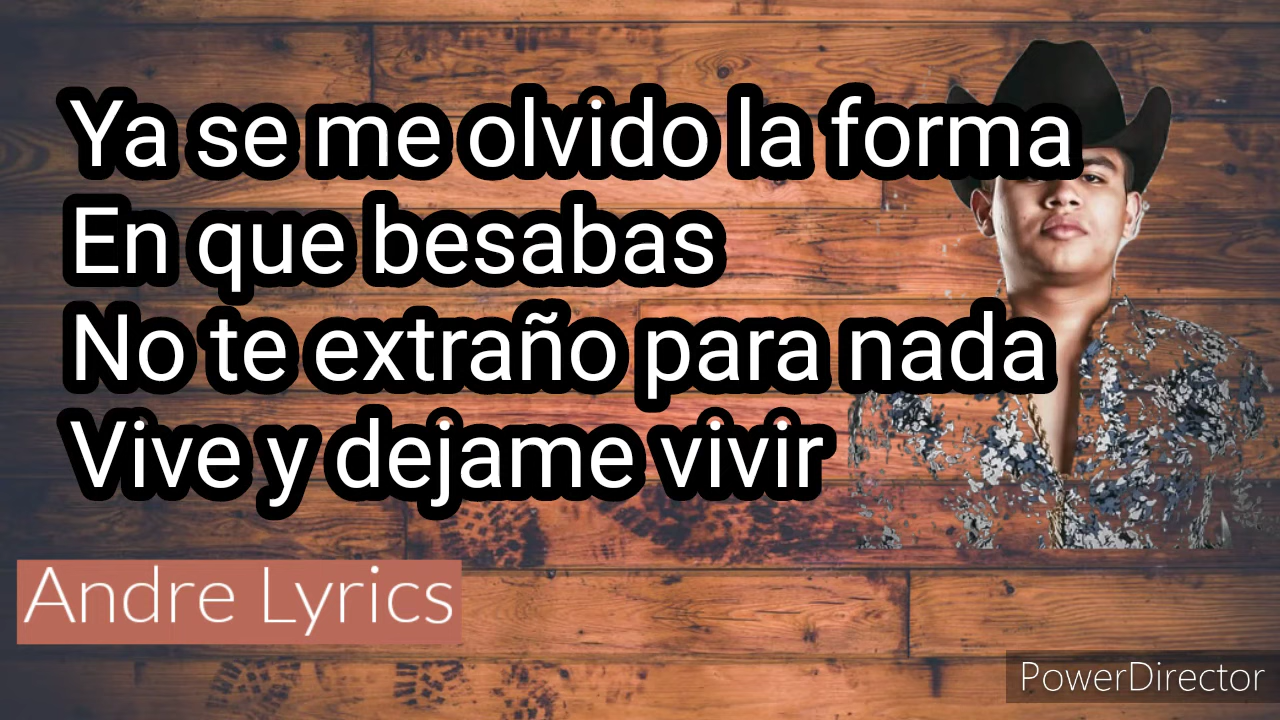 Ya se me olvido la forma
En que besabas
No te extraño para nada
Vive y dejame vivir
Andre Lyrics
PowerDirector